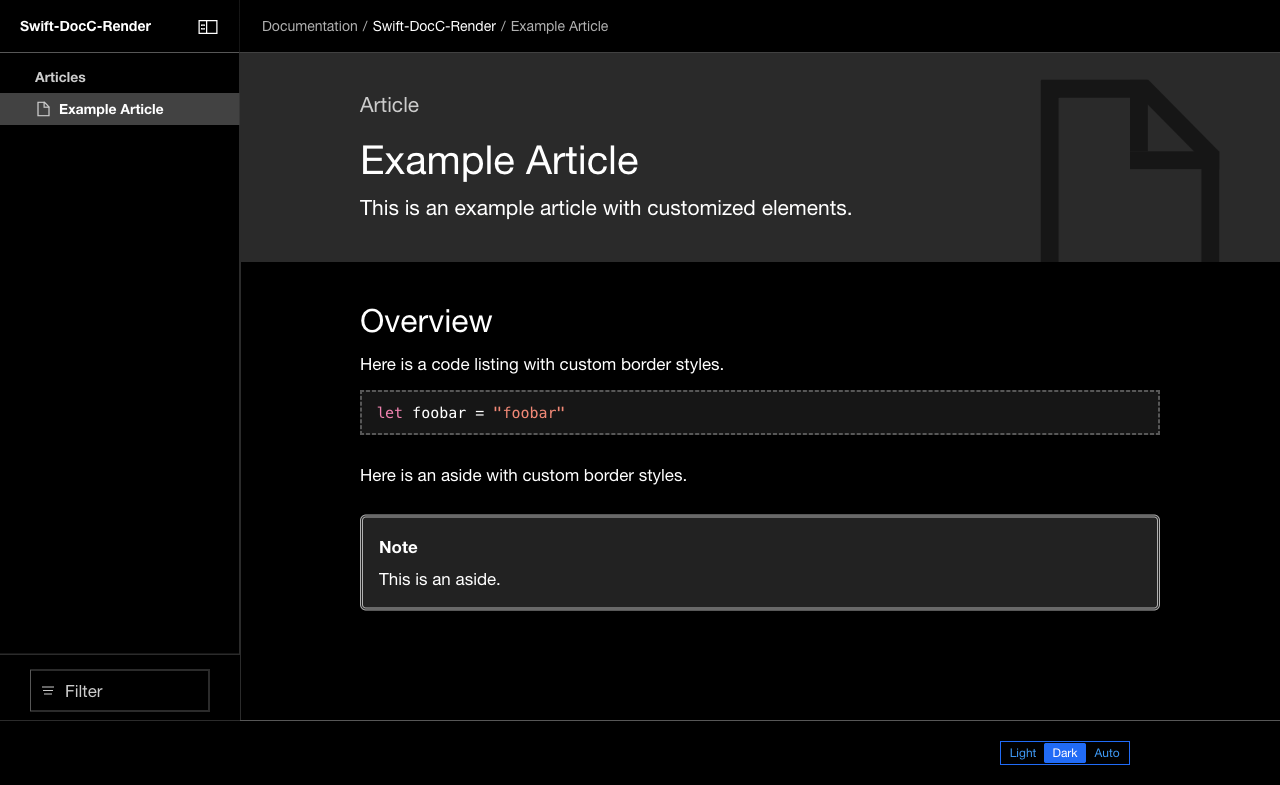 Swift-DocC-Render
Documentation / Swift-DocC-Render / Example Article
Articles
Example Article
Article
Example Article
This is an example article with customized elements.
Overview
Here is a code listing with custom border styles.
let foobar = "foobar"
Here is an aside with custom border styles.
Note
This is an aside.
Filter
Light Dark Auto